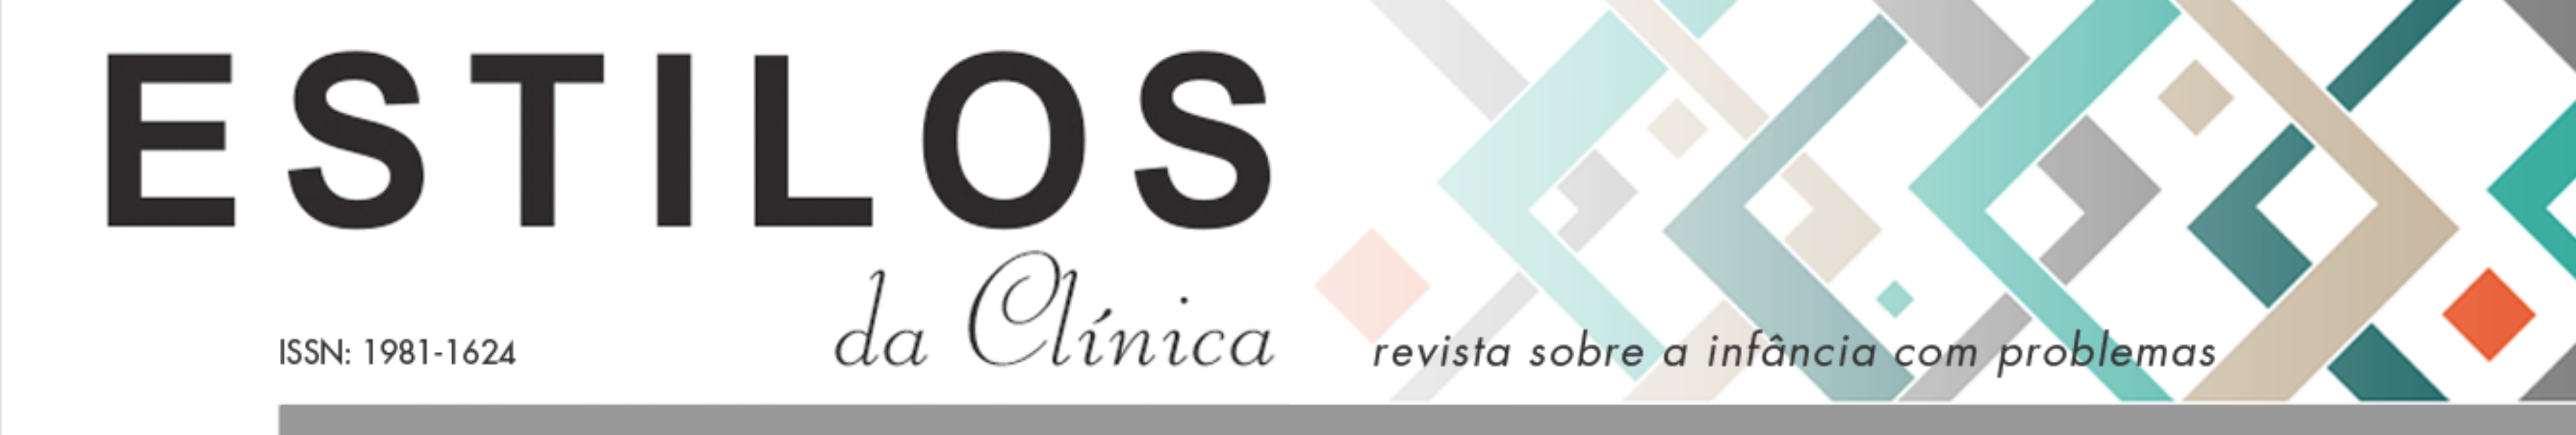 ESTILOS
da Clínica
ISSN: 1981-1624
revista sobre a infância com problemas